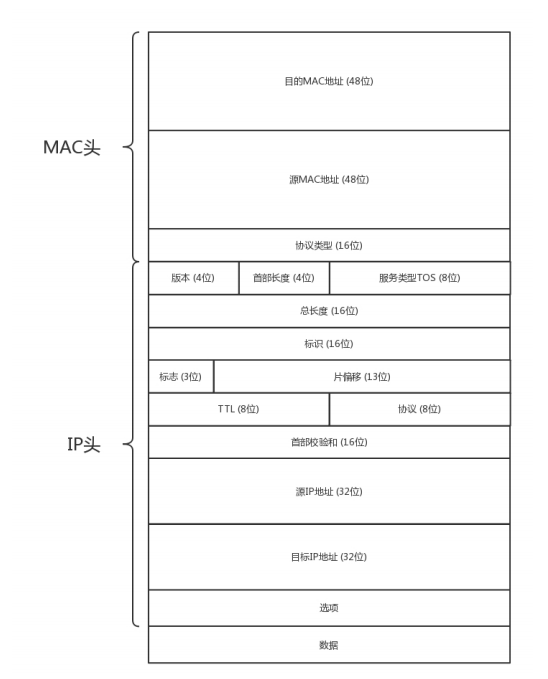 MAC头
目的MAC地址 (48位)
源MAC地址 (48位)
协议类型 (16位)
IP头
版本 (4位)
首部长度 (4位)
服务类型TOS (8位)
总长度 (16位)
标识 (16位)
标志 (3位)
片偏移 (13位)
TTL (8位)
协议 (8位)
首部校验和 (16位)
源IP地址 (32位)
目标IP地址 (32位)
选项
数据